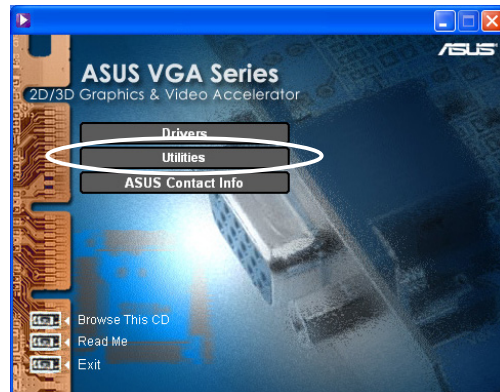 ASUS
ASUS VGA Series
2D/3D Graphics & Video Accelerator
Drivers
Utilities
ASUS Contact Info
Browse This CD
Read Me
Exit